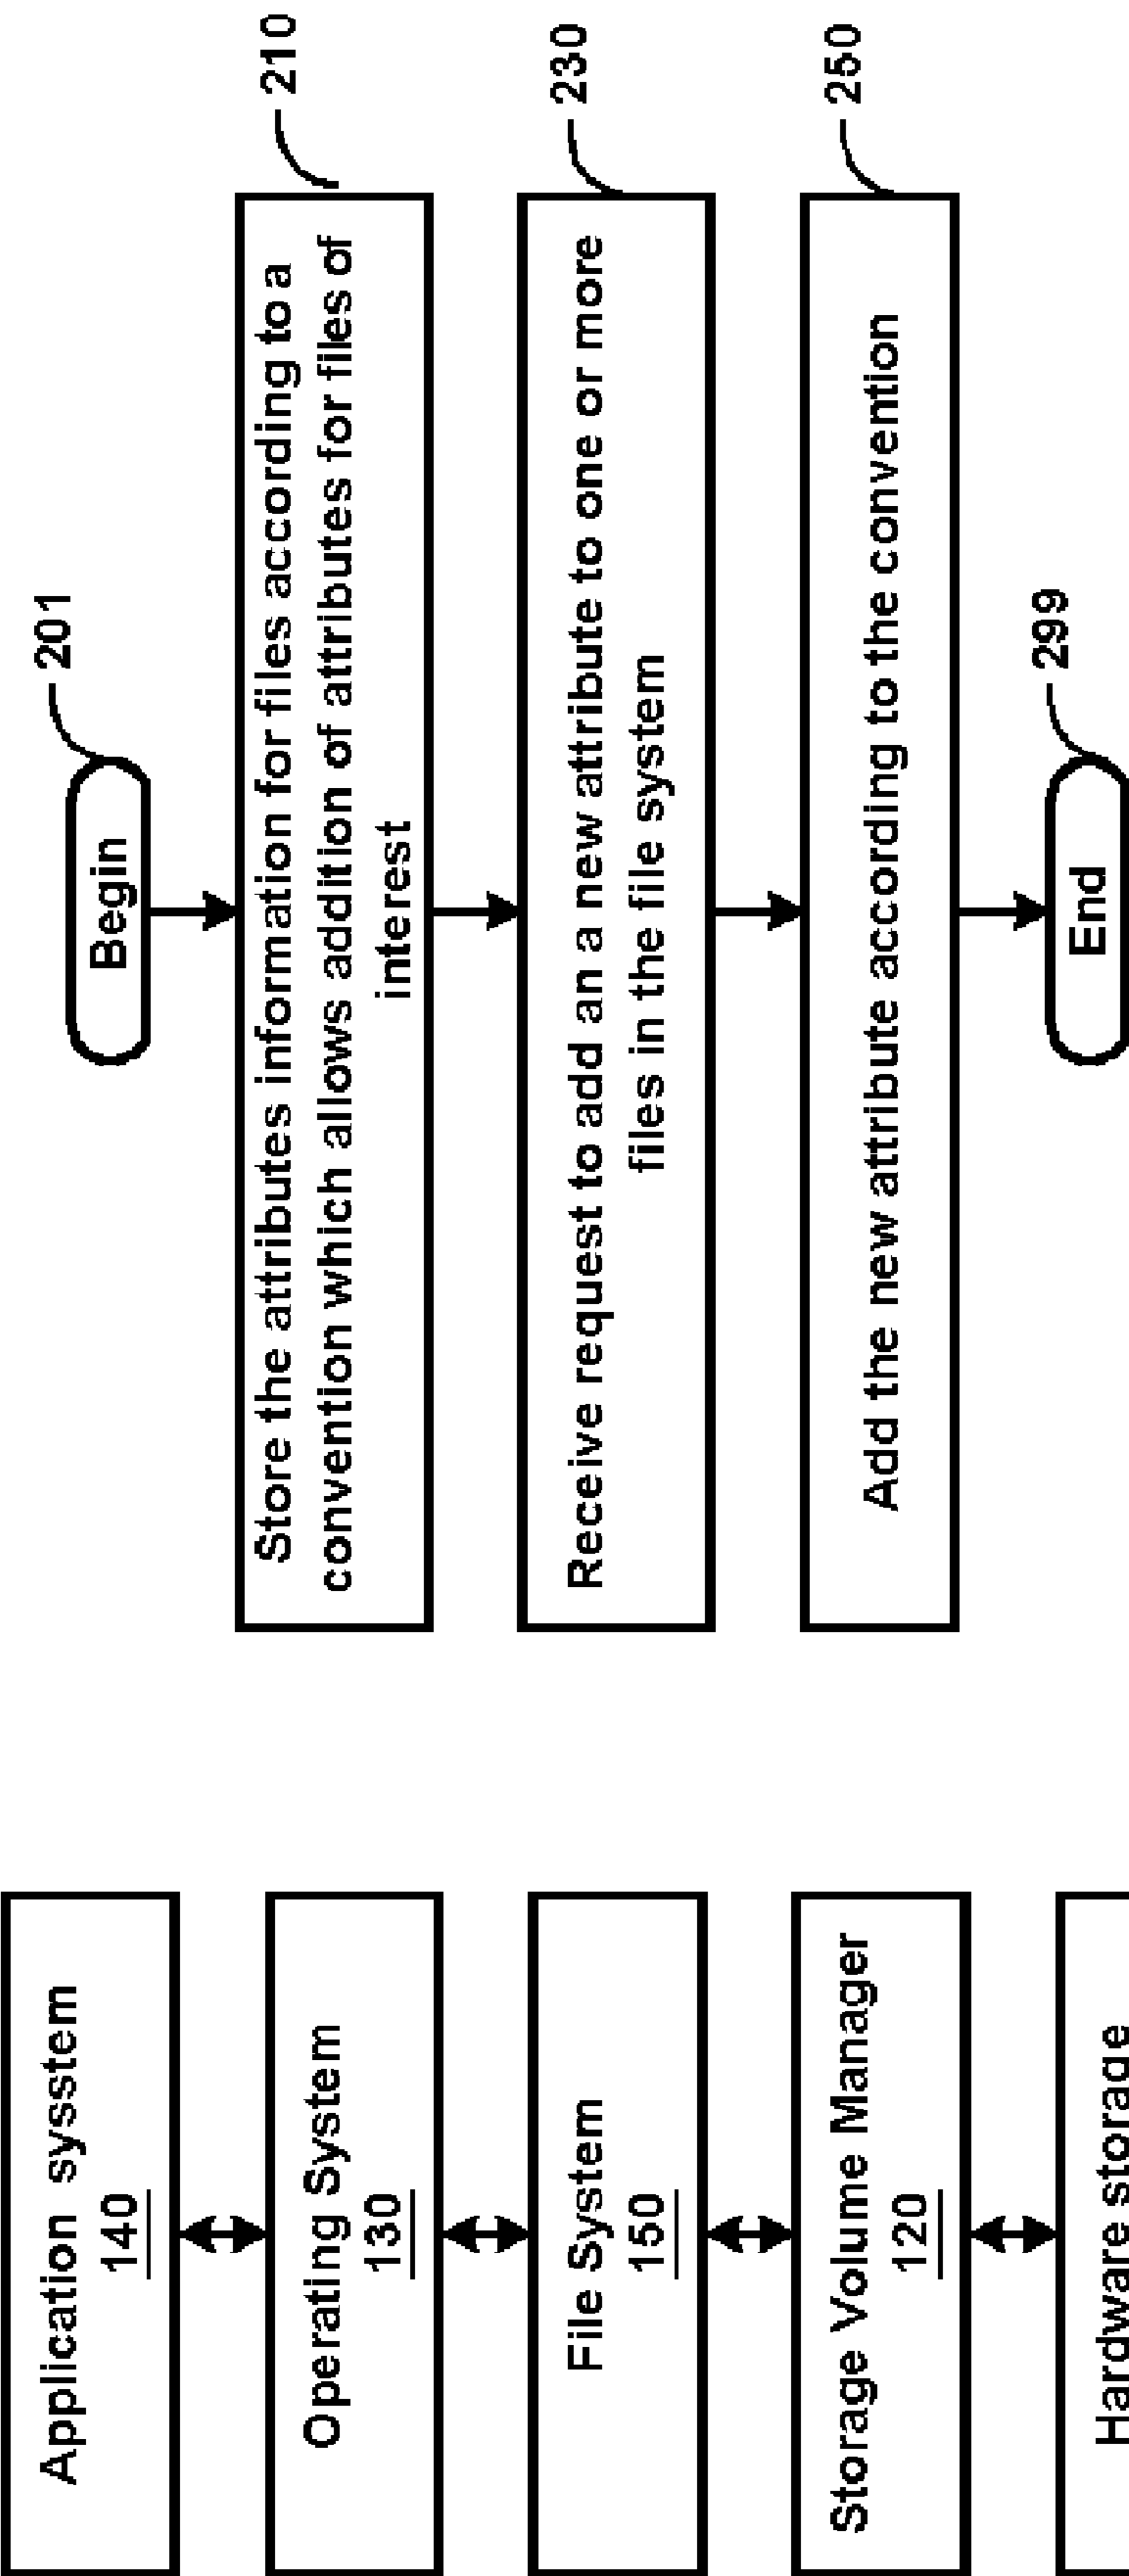 Application sysstem
140
Operating System
130
File System
150
Storage Volume Manager
120
Hardware storage
Begin
201
Store the attributes information for files according to a
convention which allows addition of attributes for files of
interest
210
Receive request to add an a new attribute to one or more
files in the file system
230
Add the new attribute according to the convention
250
End
299